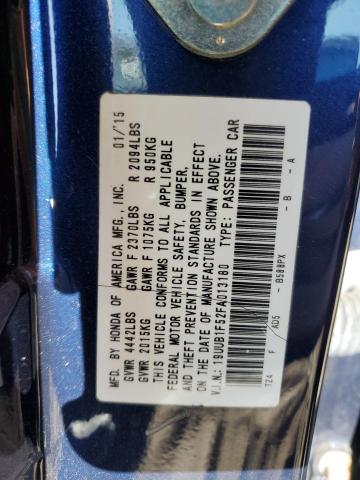 MFD. BY HONDA OF AMERICA MFG., INC. 01/15
GVWR 4442LBS GAWR F 2370LBS R 2094LBS
GVWR 2015KG GAWR F 1075KG R 950KG
THIS VEHICLE CONFORMS TO ALL APPLICABLE
FEDERAL MOTOR VEHICLE SAFETY, BUMPER,
AND THEFT PREVENTION STANDARDS IN EFFECT
ON THE DATE OF MANUFACTURE SHOWN ABOVE.
V.I.N.: 19UUB1F52FA013180 TYPE: PASSENGER CAR
TZ4 F AD5 - B588PX - B - A